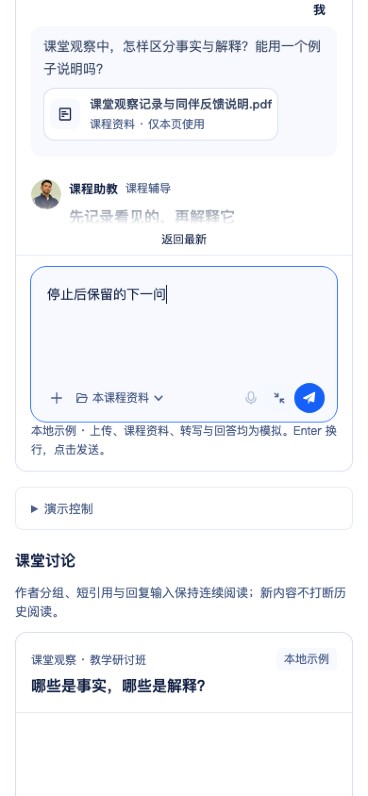 我
课堂观察中，怎样区分事实与解释？能用一个例
子说明吗？
课堂观察记录与同伴反馈说明.pdf
课程资料 · 仅本页使用
课程助教 课程辅导
先记录看见的，再解释它
返回最新
停止后保留的下一问
本课程资料
本地示例 · 上传、课程资料、转写与回答均为模拟。Enter 换
行，点击发送。
演示控制
课堂讨论
作者分组、短引用与回复输入保持连续阅读；新内容不打断历
史阅读。
课堂观察 · 教学研讨班
本地示例
哪些是事实，哪些是解释？